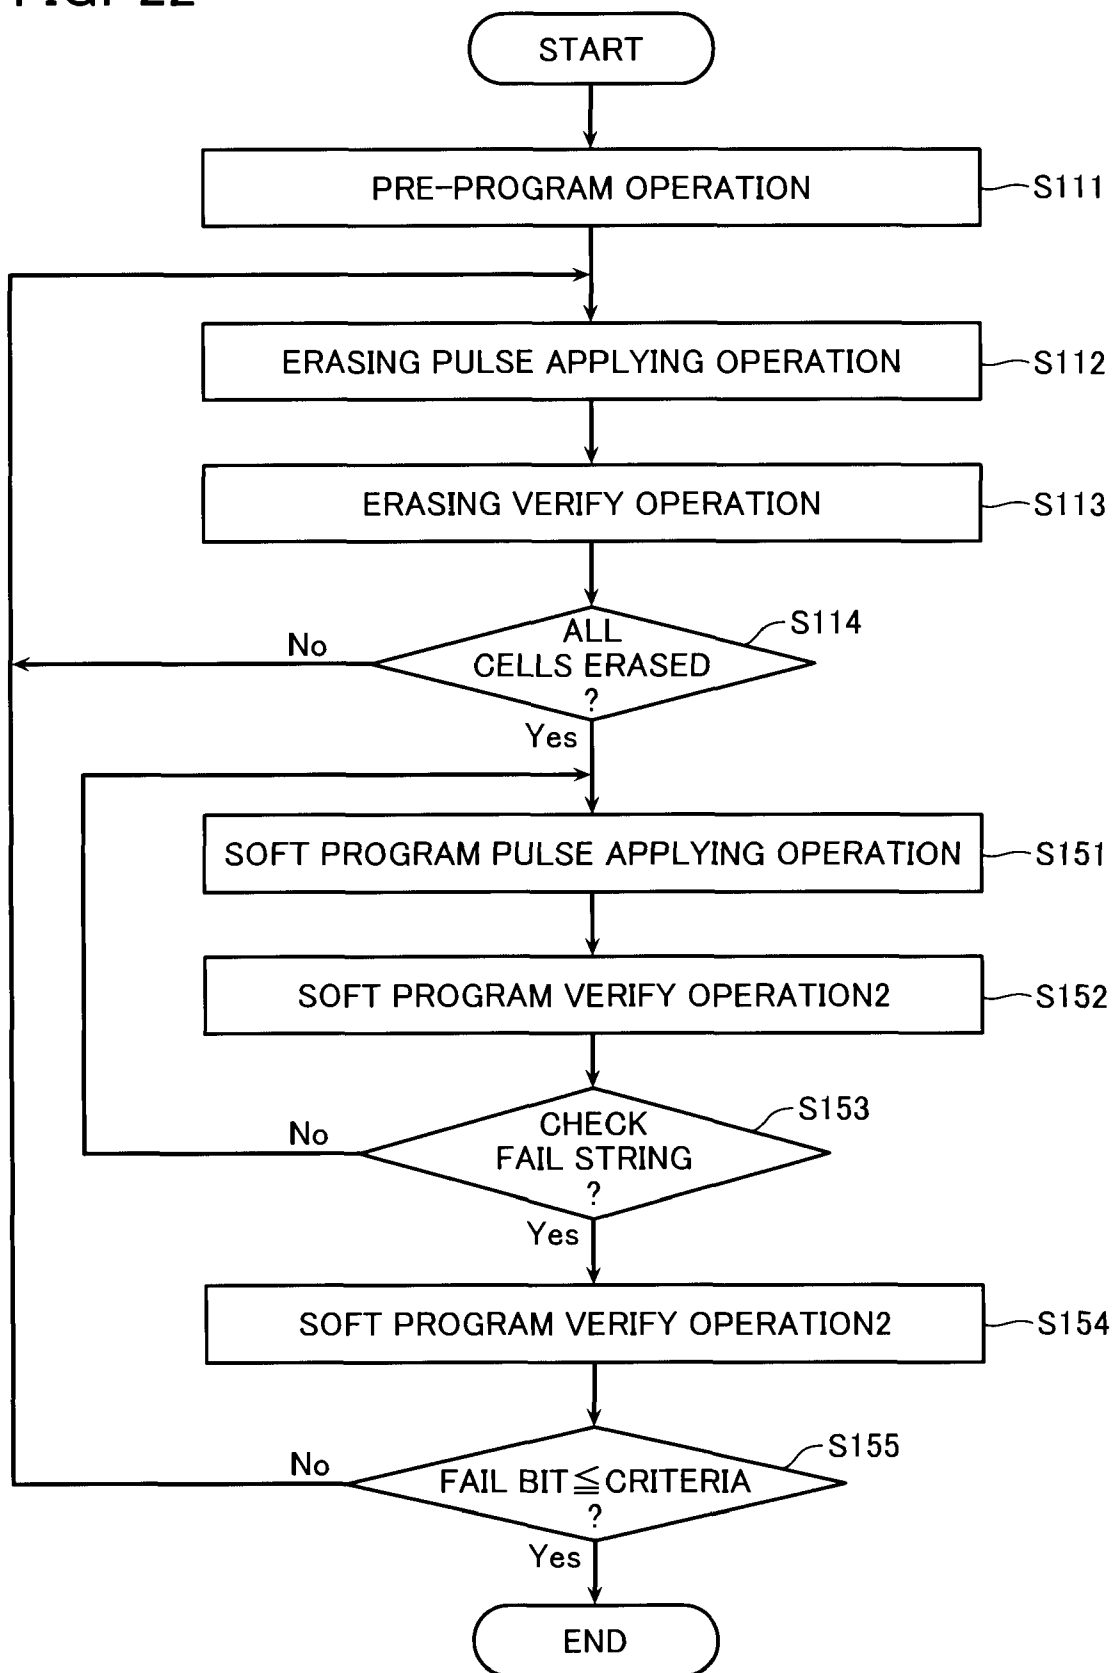 FIG. 22
START
PRE-PROGRAM OPERATION
S111
ERASING PULSE APPLYING OPERATION
S112
ERASING VERIFY OPERATION
S113
ALL
CELLS ERASED
?
S114
No
Yes
SOFT PROGRAM PULSE APPLYING OPERATION
S151
SOFT PROGRAM VERIFY OPERATION2
S152
CHECK
FAIL STRING
?
S153
No
Yes
SOFT PROGRAM VERIFY OPERATION2
S154
FAIL BIT≦CRITERIA
?
S155
No
Yes
END